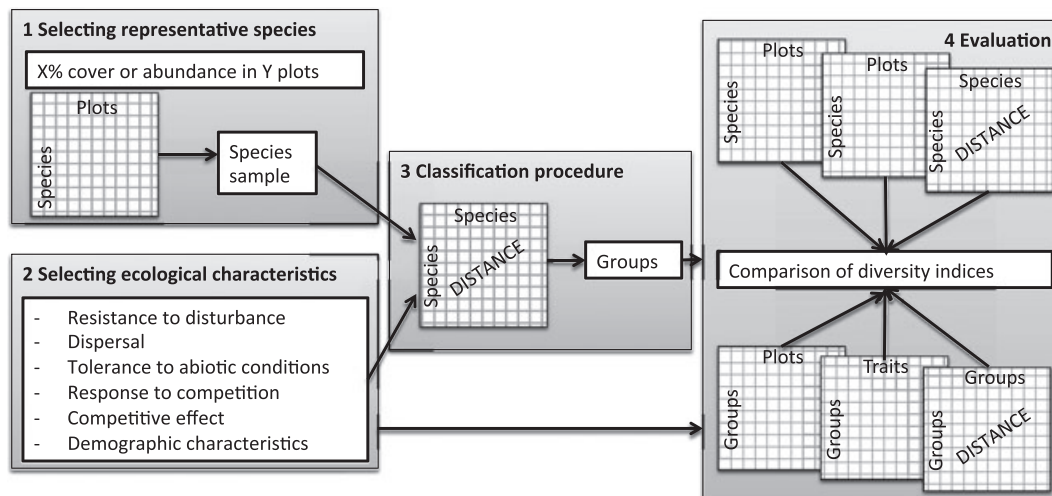 1 Selecting representative species
X% cover or abundance in Y plots
Plots
Species
Species
sample
2 Selecting ecological characteristics
- Resistance to disturbance
- Dispersal
- Tolerance to abiotic conditions
- Response to competition
- Competitive effect
- Demographic characteristics
3 Classification procedure
Species
Species
DISTANCE
Groups
4 Evaluation
Plots
Species
Plots
Species
Species
Species
DISTANCE
Comparison of diversity indices
Plots
Groups
Traits
Groups
Groups
Groups
DISTANCE